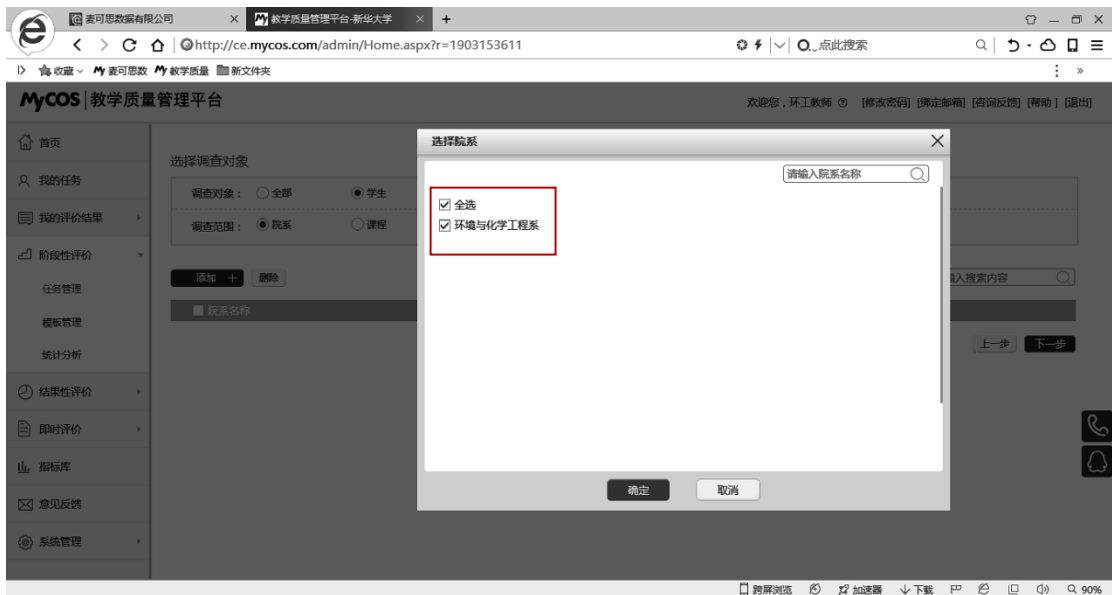 麦可思数据有限公司 × 教学质量管理平台-新华大学 × +
http://ce.mycos.com/admin/Home.aspx?r=1903153611 点此搜索
收藏 麦可思数 教学质量 新文件夹
MyCOS 教学质量管理平台 欢迎您，环工教师 [修改密码] [绑定邮箱] [咨询反馈] [帮助] [退出]
首页
我的任务
我的评价结果
阶段性评价
任务管理
模板管理
统计分析
结果性评价
即时评价
指标库
意见反馈
系统管理
选择调查对象
调查对象： 全部 学生
调查范围： 院系 课程
添加 + 删除 输入搜索内容
院系名称
上一步 下一步
选择院系
请输入院系名称
全选
环境与化学工程系
确定 取消
跨屏浏览 加速器 下载 90%